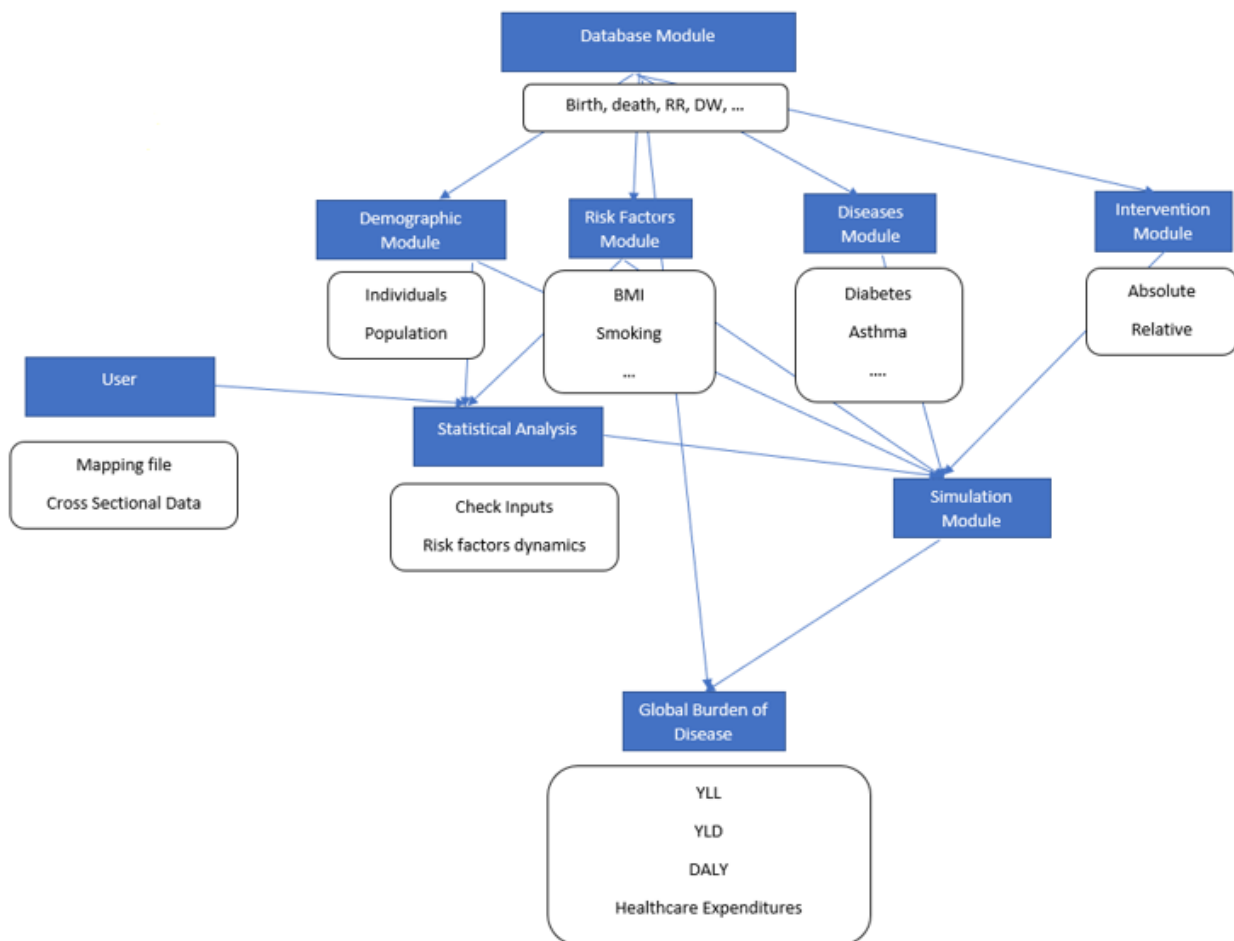 Database Module
Birth, death, RR, DW, ...
Demographic
Module
Risk Factors
Module
Diseases
Module
Intervention
Module
Individuals
Population
BMI
Smoking
...
Diabetes
Asthma
....
Absolute
Relative
User
Mapping file
Cross Sectional Data
Statistical Analysis
Check Inputs
Risk factors dynamics
Simulation
Module
Global Burden of
Disease
YLL
YLD
DALY
Healthcare Expenditures